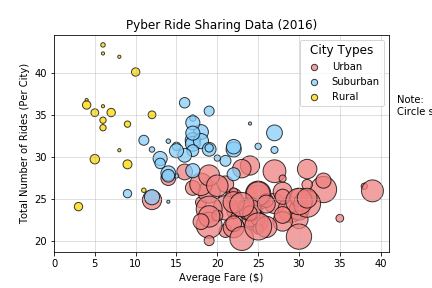 Pyber Ride Sharing Data (2016)
Total Number of Rides (Per City)
40
35
30
25
20
City Types
Urban
Suburban
Rural
Note:
Circle s
0
5
10
15
20
25
30
35
40
Average Fare ($)